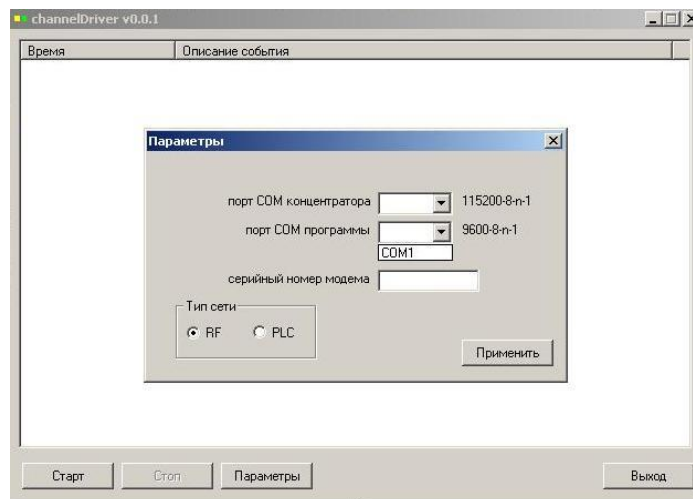 channelDriver v0.0.1
Время Описание события
Параметры
порт COM концентратора 115200-8-n-1
порт COM программы 9600-8-n-1
COM1
серийный номер модема
Тип сети
RF PLC
Применить
Старт Стоп Параметры Выход